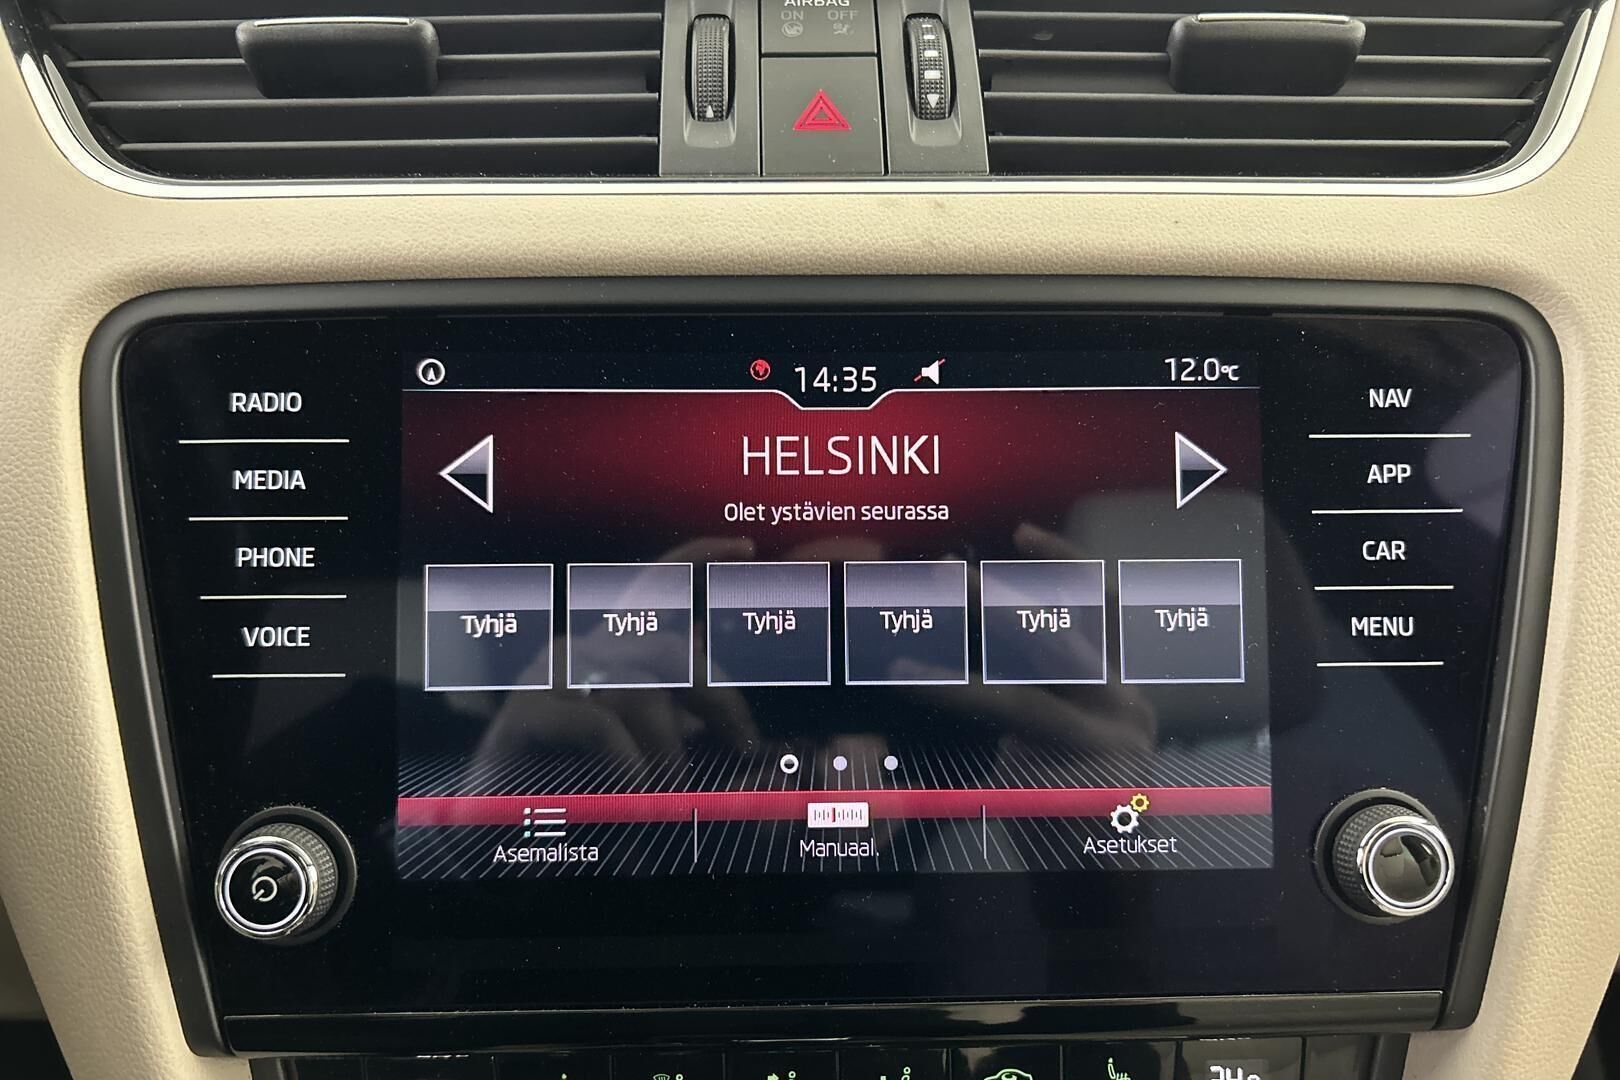 AIRBAG
ON OFF
14:35
12.0°C
RADIO
MEDIA
PHONE
VOICE
HELSINKI
Olet ystävien seurassa
Tyhjä Tyhjä Tyhjä Tyhjä Tyhjä Tyhjä
Asemalista Manuaal. Asetukset
NAV
APP
CAR
MENU